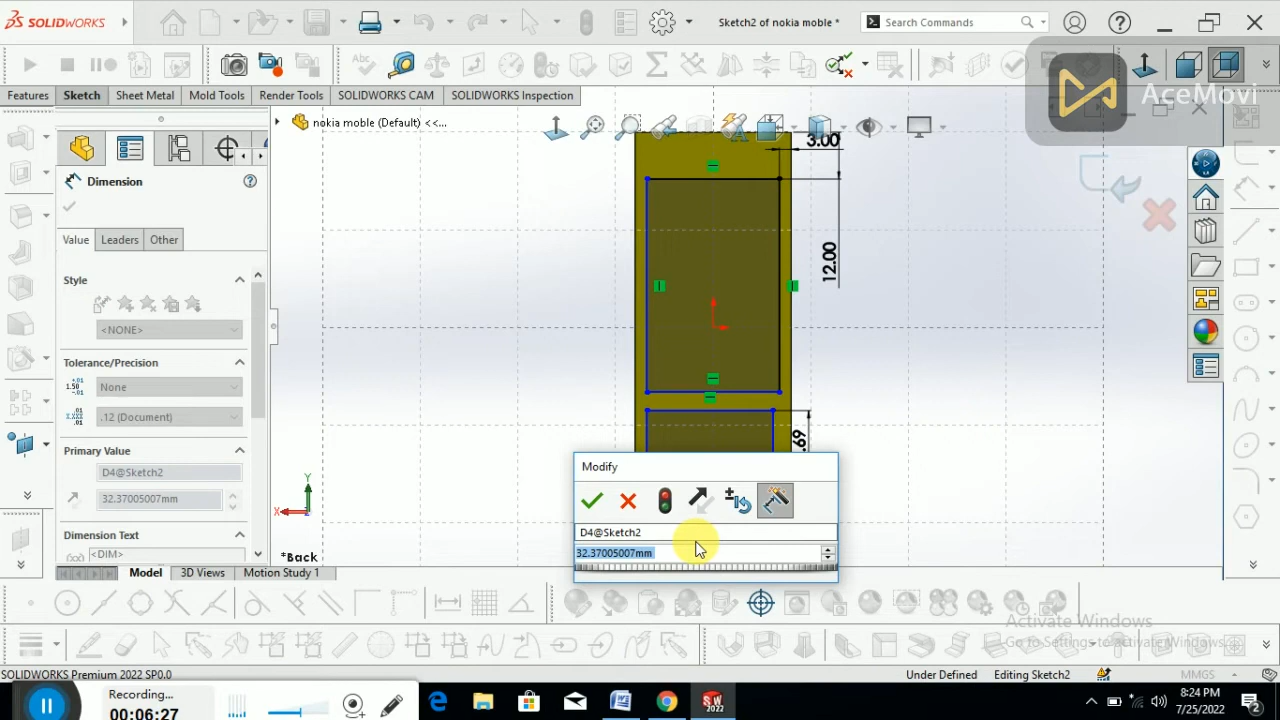 SOLIDWORKS
Sketch2 of nokia moble *
Search Commands
AceMovi
Features
Sketch
Sheet Metal
Mold Tools
Render Tools
SOLIDWORKS CAM
SOLIDWORKS Inspection
nokia moble (Default) <<...
Dimension
Value
Leaders
Other
Style
<NONE>
Tolerance/Precision
None
.12 (Document)
Primary Value
D4@Sketch2
32.37005007mm
Dimension Text
<DIM>
3.00
12.00
.69
Modify
D4@Sketch2
32.37005007mm
Y
X
*Back
Model
3D Views
Motion Study 1
Activate Windows
Go to Settings to activate Windows.
SOLIDWORKS Premium 2022 SP0.0
Under Defined
Editing Sketch2
MMGS
Recording...
00:06:27
8:24 PM
7/25/2022